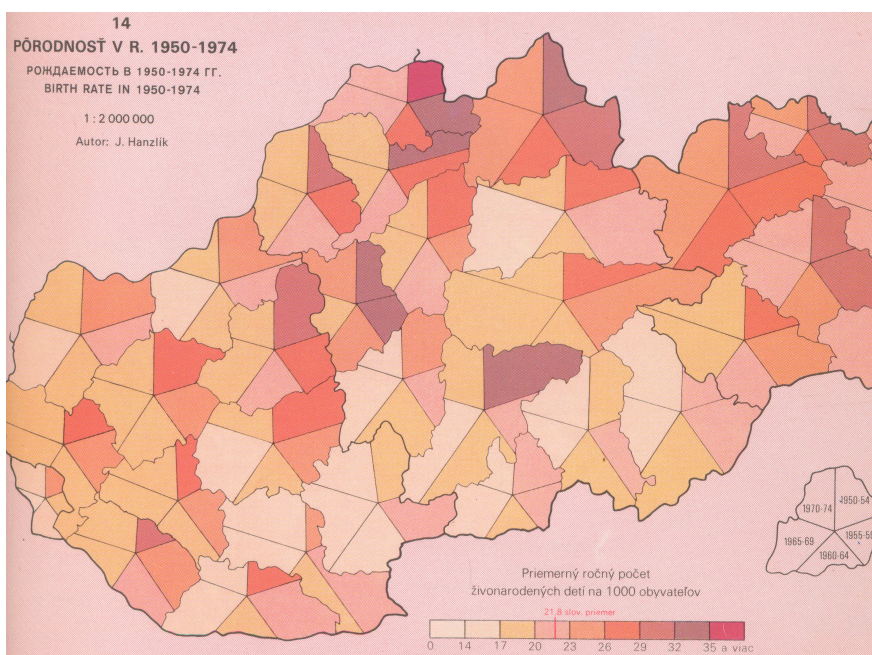 14
PÔRODNOSŤ V R. 1950-1974
РОЖДАЕМОСТЬ В 1950-1974 ГГ.
BIRTH RATE IN 1950-1974
1 : 2 000 000
Autor: J. Hanzlík
1970-74
1950-54
1965-69
1955-59
1960-64
Priemerný ročný počet
živonarodených detí na 1000 obyvateľov
21,8 slov. priemer
0 14 17 20 23 26 29 32 35 a viac